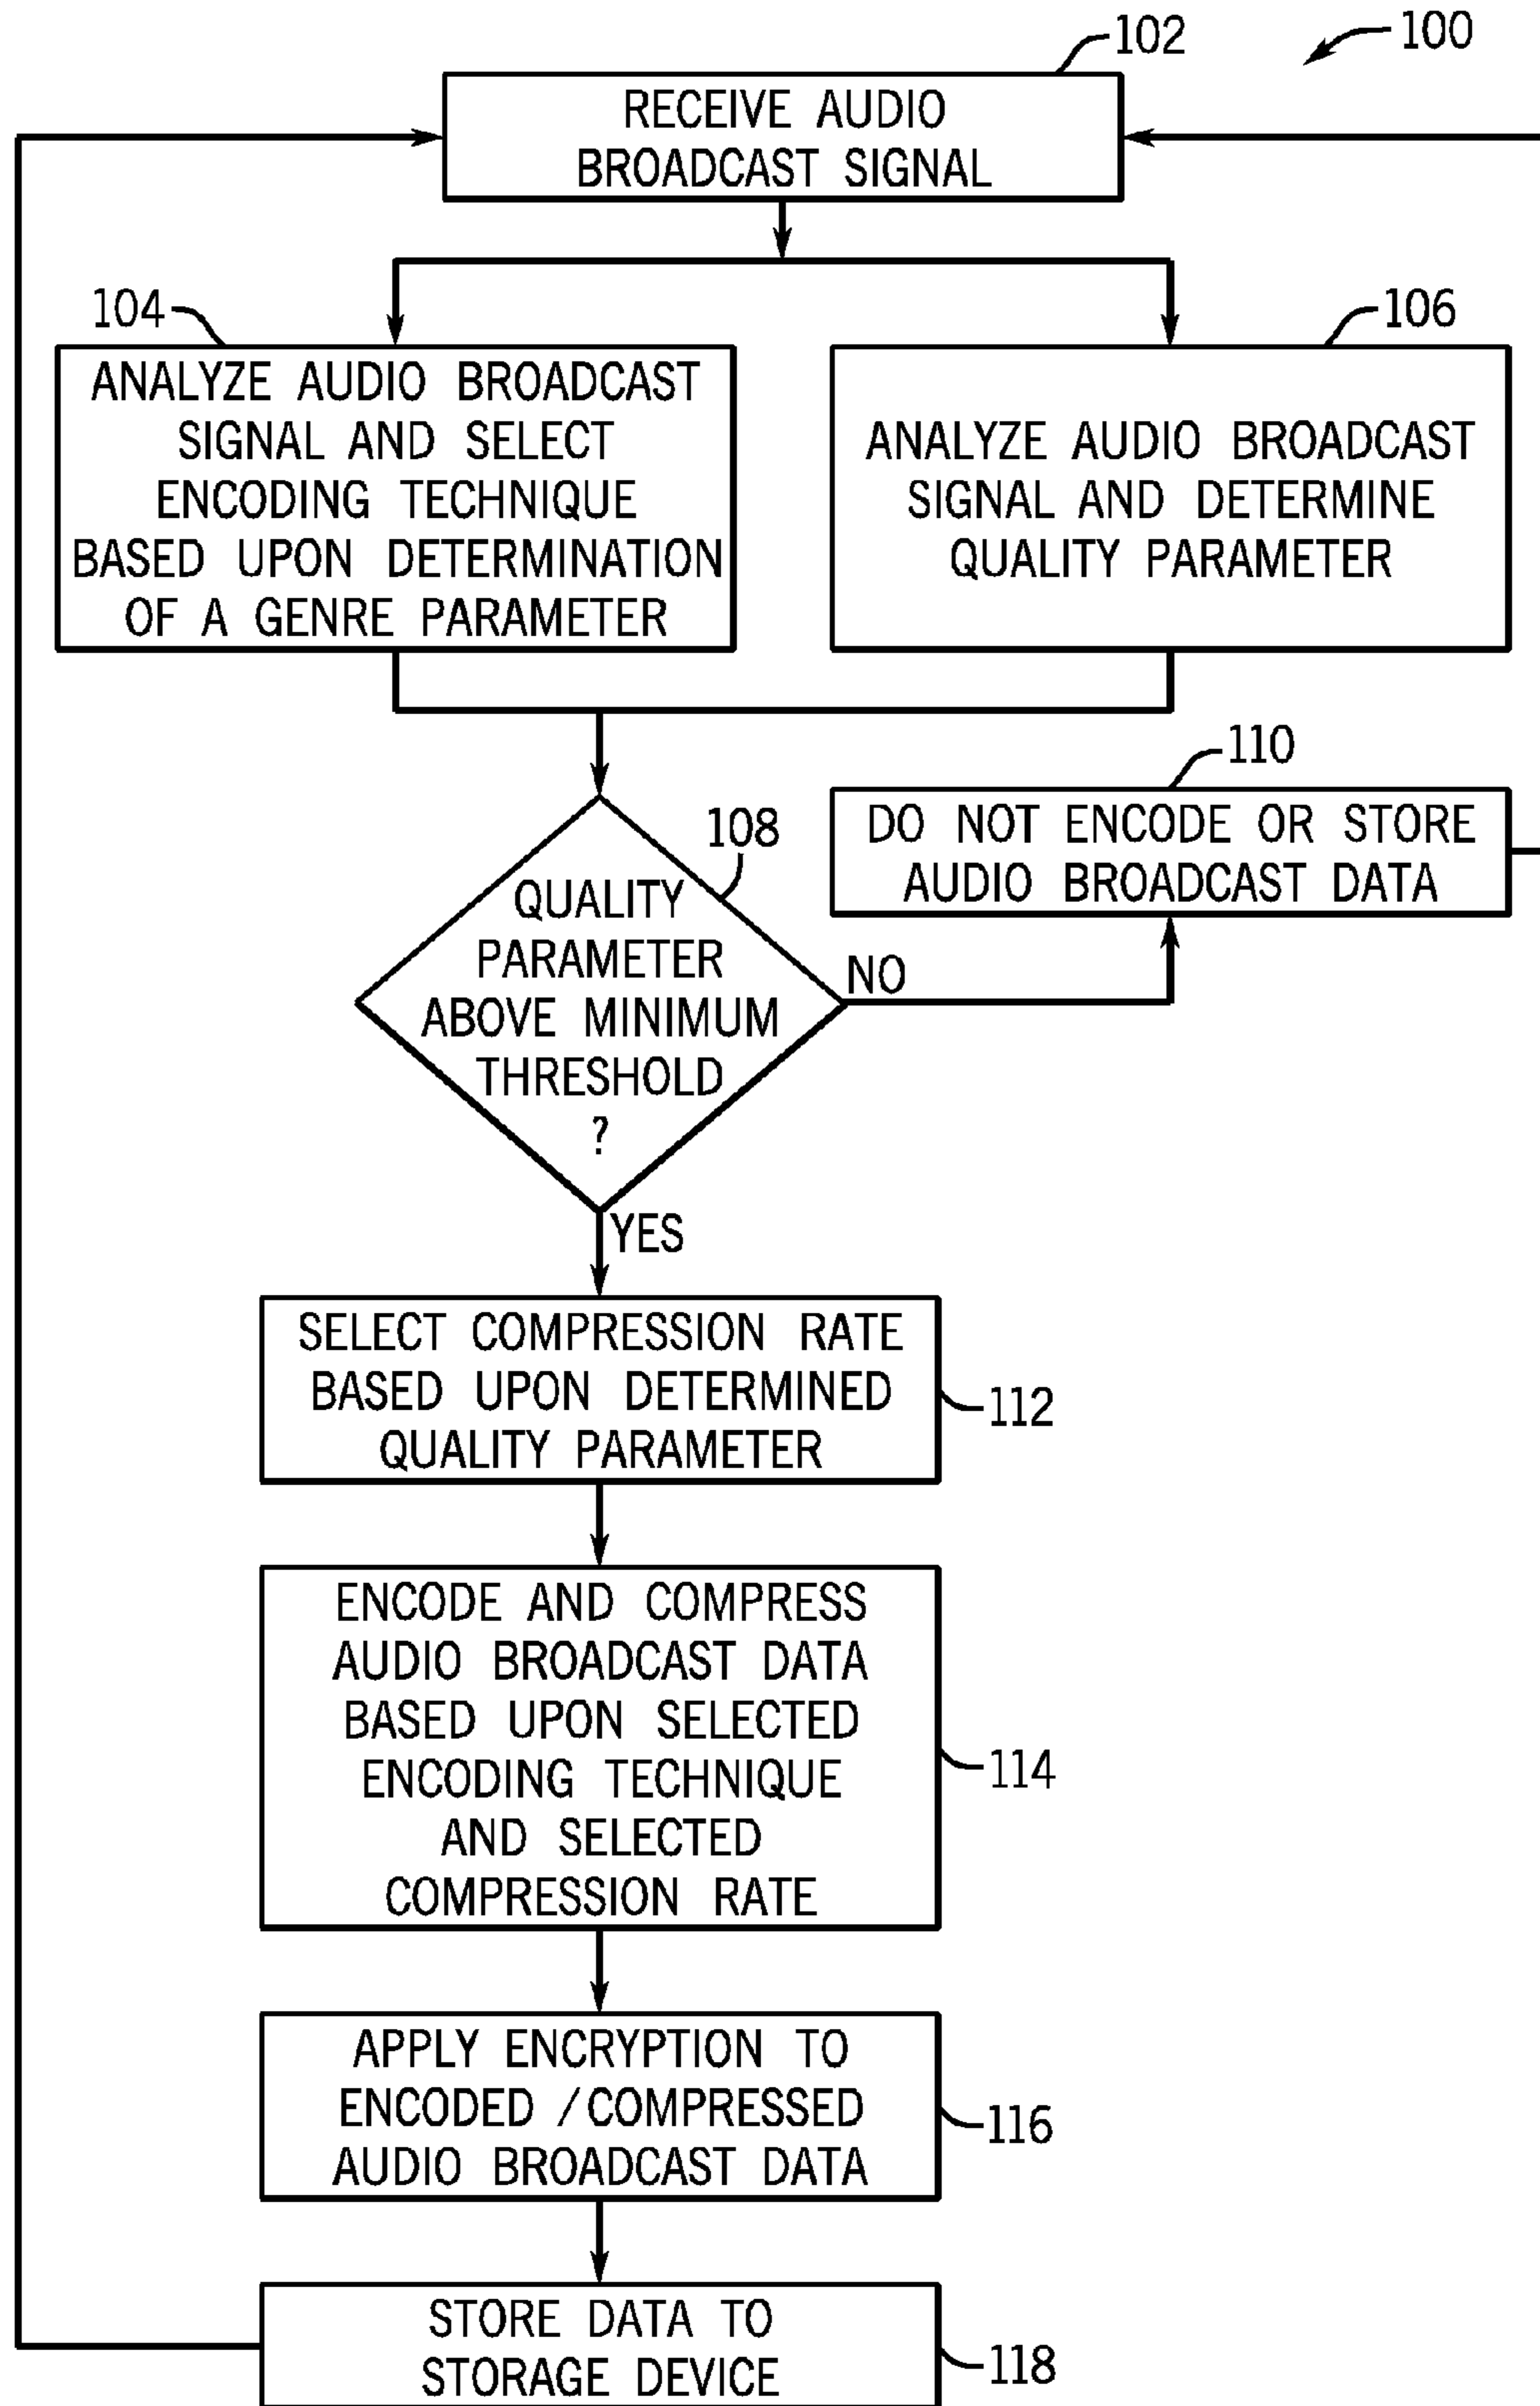 100
102
RECEIVE AUDIO
BROADCAST SIGNAL
104
ANALYZE AUDIO BROADCAST
SIGNAL AND SELECT
ENCODING TECHNIQUE
BASED UPON DETERMINATION
OF A GENRE PARAMETER
106
ANALYZE AUDIO BROADCAST
SIGNAL AND DETERMINE
QUALITY PARAMETER
108
QUALITY
PARAMETER
ABOVE MINIMUM
THRESHOLD
?
NO
110
DO NOT ENCODE OR STORE
AUDIO BROADCAST DATA
YES
SELECT COMPRESSION RATE
BASED UPON DETERMINED
QUALITY PARAMETER
112
ENCODE AND COMPRESS
AUDIO BROADCAST DATA
BASED UPON SELECTED
ENCODING TECHNIQUE
AND SELECTED
COMPRESSION RATE
114
APPLY ENCRYPTION TO
ENCODED /COMPRESSED
AUDIO BROADCAST DATA
116
STORE DATA TO
STORAGE DEVICE
118